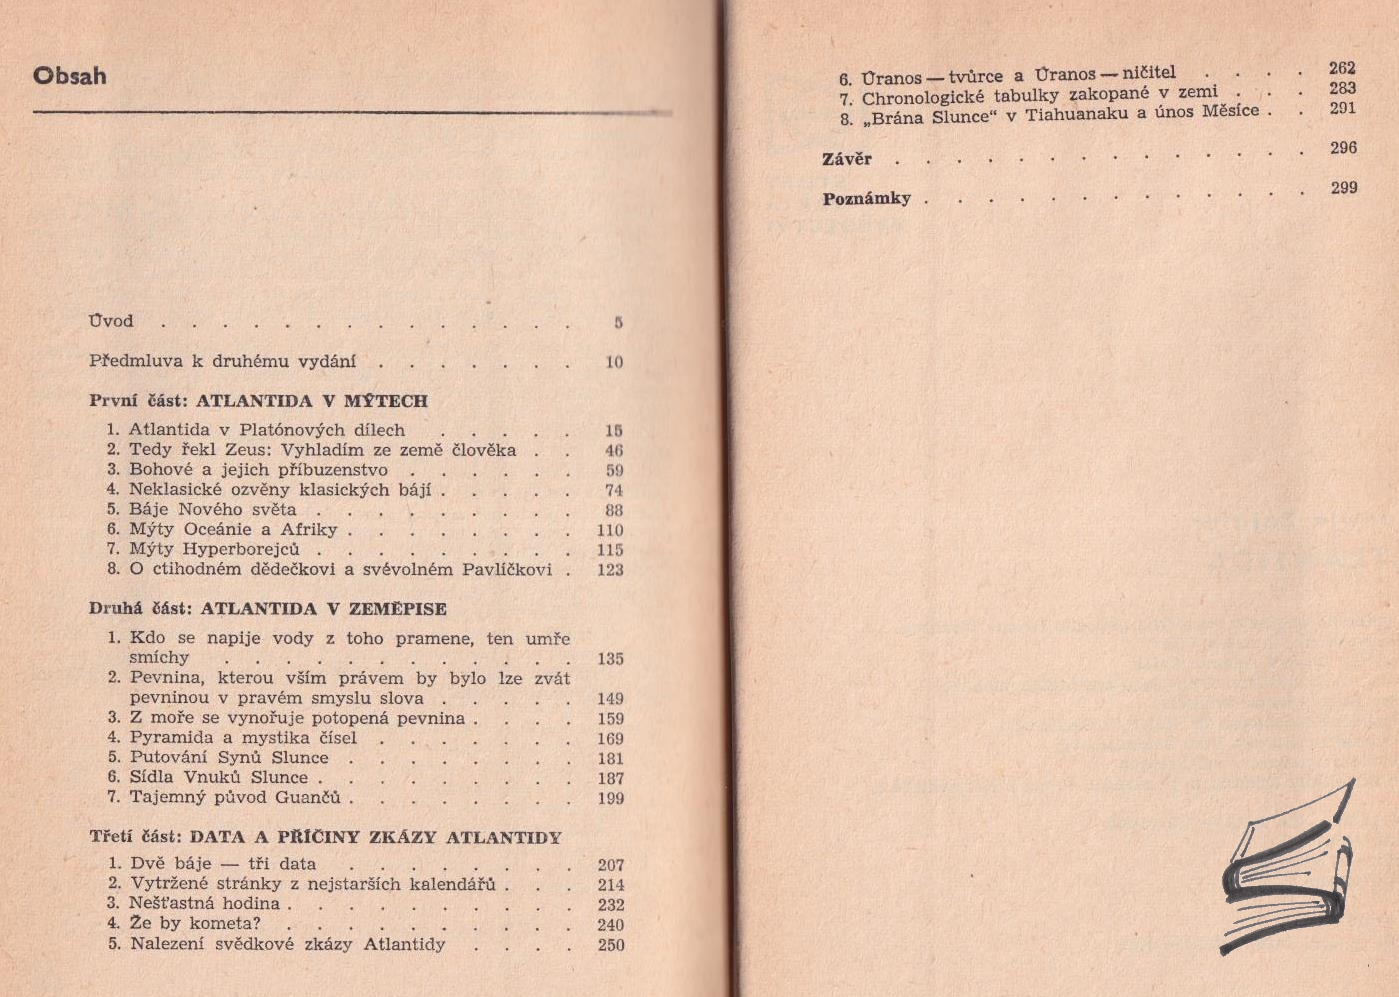 Obsah
Úvod . . . . . . . . . . . . . . 5
Předmluva k druhému vydání . . . . . . . 10
První část: ATLANTIDA V MÝTECH
1. Atlantida v Platónových dílech . . . . . 15
2. Tedy řekl Zeus: Vyhladím ze země člověka . . 46
3. Bohové a jejich příbuzenstvo . . . . . . 59
4. Neklasické ozvěny klasických bájí . . . . . 74
5. Báje Nového světa . . . . . . . . . 88
6. Mýty Oceánie a Afriky . . . . . . . . 110
7. Mýty Hyperborejců . . . . . . . . . 115
8. O ctihodném dědečkovi a svévolném Pavlíčkovi . 123
Druhá část: ATLANTIDA V ZEMĚPISE
1. Kdo se napije vody z toho pramene, ten umře
smíchy . . . . . . . . . . . . 135
2. Pevnina, kterou vším právem by bylo lze zvát
pevninou v pravém smyslu slova . . . . . 149
3. Z moře se vynořuje potopená pevnina . . . . 159
4. Pyramida a mystika čísel . . . . . . . 169
5. Putování Synů Slunce . . . . . . . . 181
6. Sídla Vnuků Slunce . . . . . . . . . 187
7. Tajemný původ Guančů . . . . . . . . 199
Třetí část: DATA A PŘÍČINY ZKÁZY ATLANTIDY
1. Dvě báje — tři data . . . . . . . . 207
2. Vytržené stránky z nejstarších kalendářů . . . 214
3. Nešťastná hodina . . . . . . . . . . 232
4. Že by kometa? . . . . . . . . . . 240
5. Nalezení svědkové zkázy Atlantidy . . . . 250
6. Úranos — tvůrce a Úranos — ničitel . . . . 262
7. Chronologické tabulky zakopané v zemi . . . 283
8. „Brána Slunce“ v Tiahuanaku a únos Měsíce . . 291
Závěr . . . . . . . . . . . . . . 296
Poznámky . . . . . . . . . . . . . 299